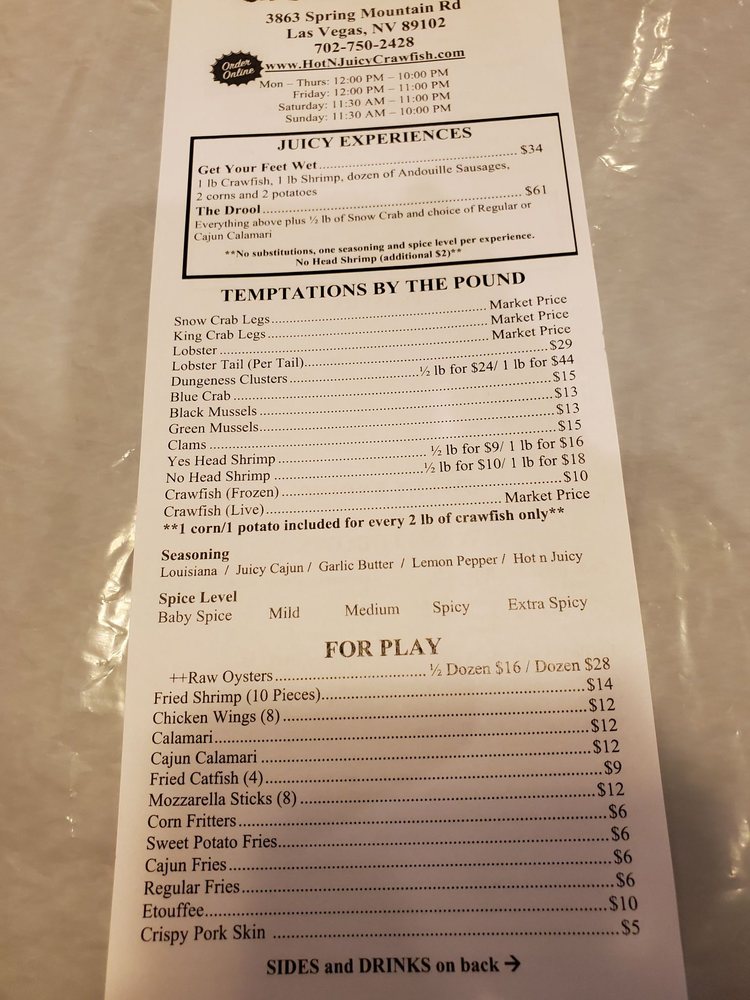 3863 Spring Mountain Rd
Las Vegas, NV 89102
702-750-2428
Order Online
www.HotNJuicyCrawfish.com
Mon – Thurs: 12:00 PM – 10:00 PM
Friday: 12:00 PM – 11:00 PM
Saturday: 11:30 AM – 11:00 PM
Sunday: 11:30 AM – 10:00 PM
JUICY EXPERIENCES
Get Your Feet Wet.......... $34
1 lb Crawfish, 1 lb Shrimp, dozen of Andouille Sausages,
2 corns and 2 potatoes
The Drool.......... $61
Everything above plus ½ lb of Snow Crab and choice of Regular or
Cajun Calamari
**No substitutions, one seasoning and spice level per experience.
No Head Shrimp (additional $2)**
TEMPTATIONS BY THE POUND
Snow Crab Legs.......... Market Price
King Crab Legs.......... Market Price
Lobster.......... Market Price
Lobster Tail (Per Tail)..........$29
Dungeness Clusters..........½ lb for $24/ 1 lb for $44
Blue Crab ..........$15
Black Mussels ..........$13
Green Mussels..........$13
Clams ..........$15
Yes Head Shrimp .......... ½ lb for $9/ 1 lb for $16
No Head Shrimp ..........½ lb for $10/ 1 lb for $18
Crawfish (Frozen) ..........$10
Crawfish (Live).......... Market Price
**1 corn/1 potato included for every 2 lb of crawfish only**
Seasoning
Louisiana / Juicy Cajun / Garlic Butter / Lemon Pepper / Hot n Juicy
Spice Level
Baby Spice Mild Medium Spicy Extra Spicy
FOR PLAY
++Raw Oysters.......... ½ Dozen $16 / Dozen $28
Fried Shrimp (10 Pieces)..........$14
Chicken Wings (8) ..........$12
Calamari..........$12
Cajun Calamari ..........$12
Fried Catfish (4)..........$9
Mozzarella Sticks (8) ..........$12
Corn Fritters..........$6
Sweet Potato Fries..........$6
Cajun Fries..........$6
Regular Fries..........$6
Etouffee..........$10
Crispy Pork Skin ..........$5
SIDES and DRINKS on back →